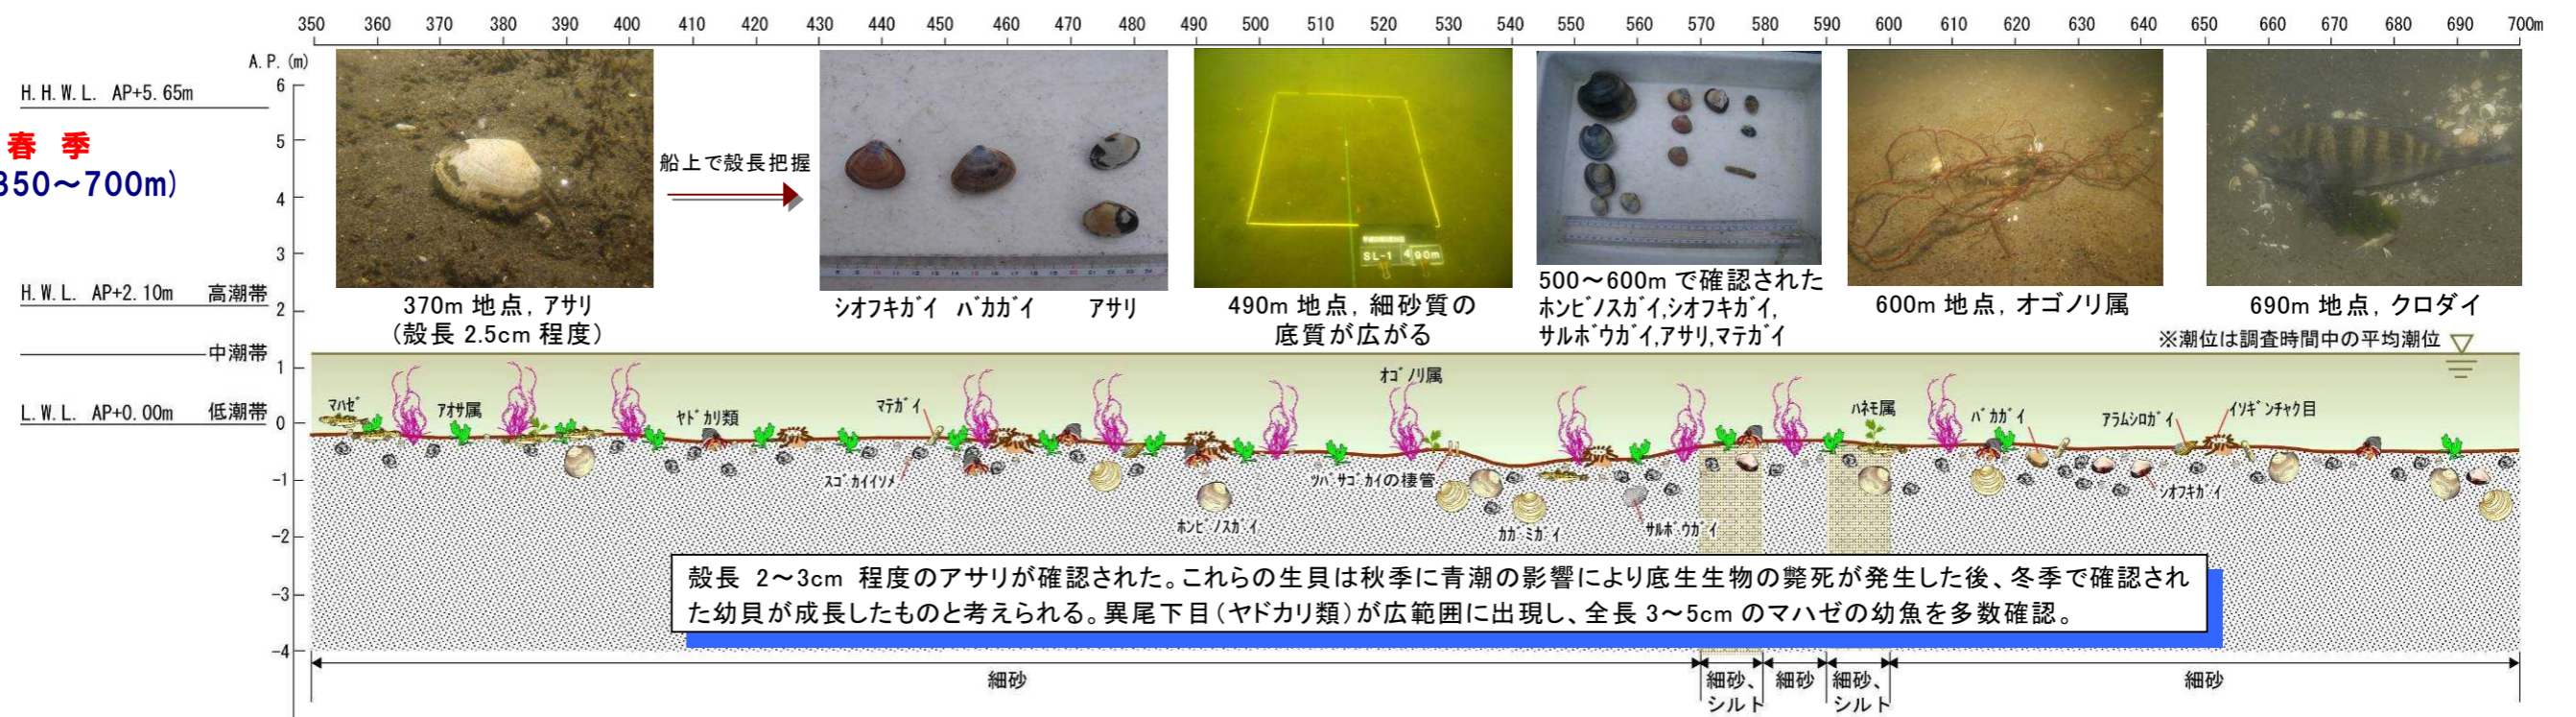 350 360 370 380 390 400 410 420 430 440 450 460 470 480 490 500 510 520 530 540 550 560 570 580 590 600 610 620 630 640 650 660 670 680 690 700m
A.P.(m)
H.H.W.L. AP+5.65m
春 季
350～700m)
H.W.L. AP+2.10m 高潮帯
中潮帯
L.W.L. AP+0.00m 低潮帯
6
5
4
3
2
1
0
-1
-2
-3
-4
370m 地点, アサリ
(殻長 2.5cm 程度)
船上で殻長把握
シオフキガイ バカガイ アサリ
SL-1 490m
490m 地点, 細砂質の
底質が広がる
500～600m で確認された
ホンビノスガイ,シオフキガイ,
サルボウガイ,アサリ,マテガイ
600m 地点, オゴノリ属
690m 地点, クロダイ
※潮位は調査時間中の平均潮位
マハゼ
アオサ属
ヤドカリ類
マテガイ
オゴノリ属
ハネモ属
バカガイ
アラムシロガイ
イソギンチャク目
スゴカイイソメ
ツバサゴカイの棲管
シオフキガイ
ホンビノスガイ
カガミガイ
サルボウガイ
殻長 2～3cm 程度のアサリが確認された。これらの生貝は秋季に青潮の影響により底生生物の斃死が発生した後、冬季で確認され
た幼貝が成長したものと考えられる。異尾下目(ヤドカリ類)が広範囲に出現し、全長 3～5cm のマハゼの幼魚を多数確認。
細砂
細砂、
シルト
細砂
細砂、
シルト
細砂